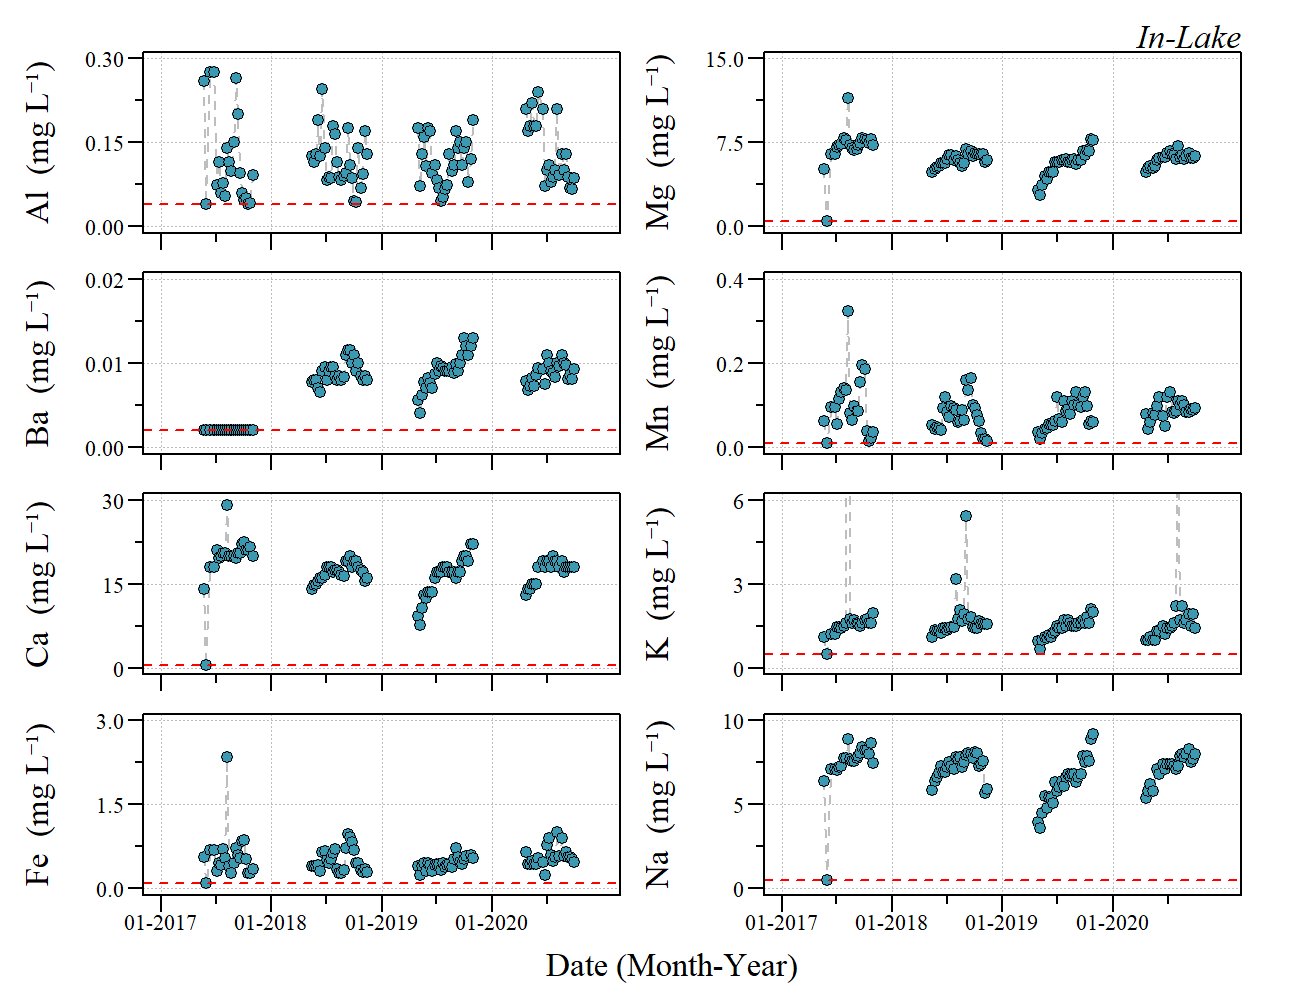 In-Lake
Al (mg L⁻¹)
0.30
0.15
0.00
Mg (mg L⁻¹)
15.0
7.5
0.0
Ba (mg L⁻¹)
0.02
0.01
0.00
Mn (mg L⁻¹)
0.4
0.2
0.0
Ca (mg L⁻¹)
30
15
0
K (mg L⁻¹)
6
3
0
Fe (mg L⁻¹)
3.0
1.5
0.0
Na (mg L⁻¹)
10
5
0
01-2017 01-2018 01-2019 01-2020
01-2017 01-2018 01-2019 01-2020
Date (Month-Year)